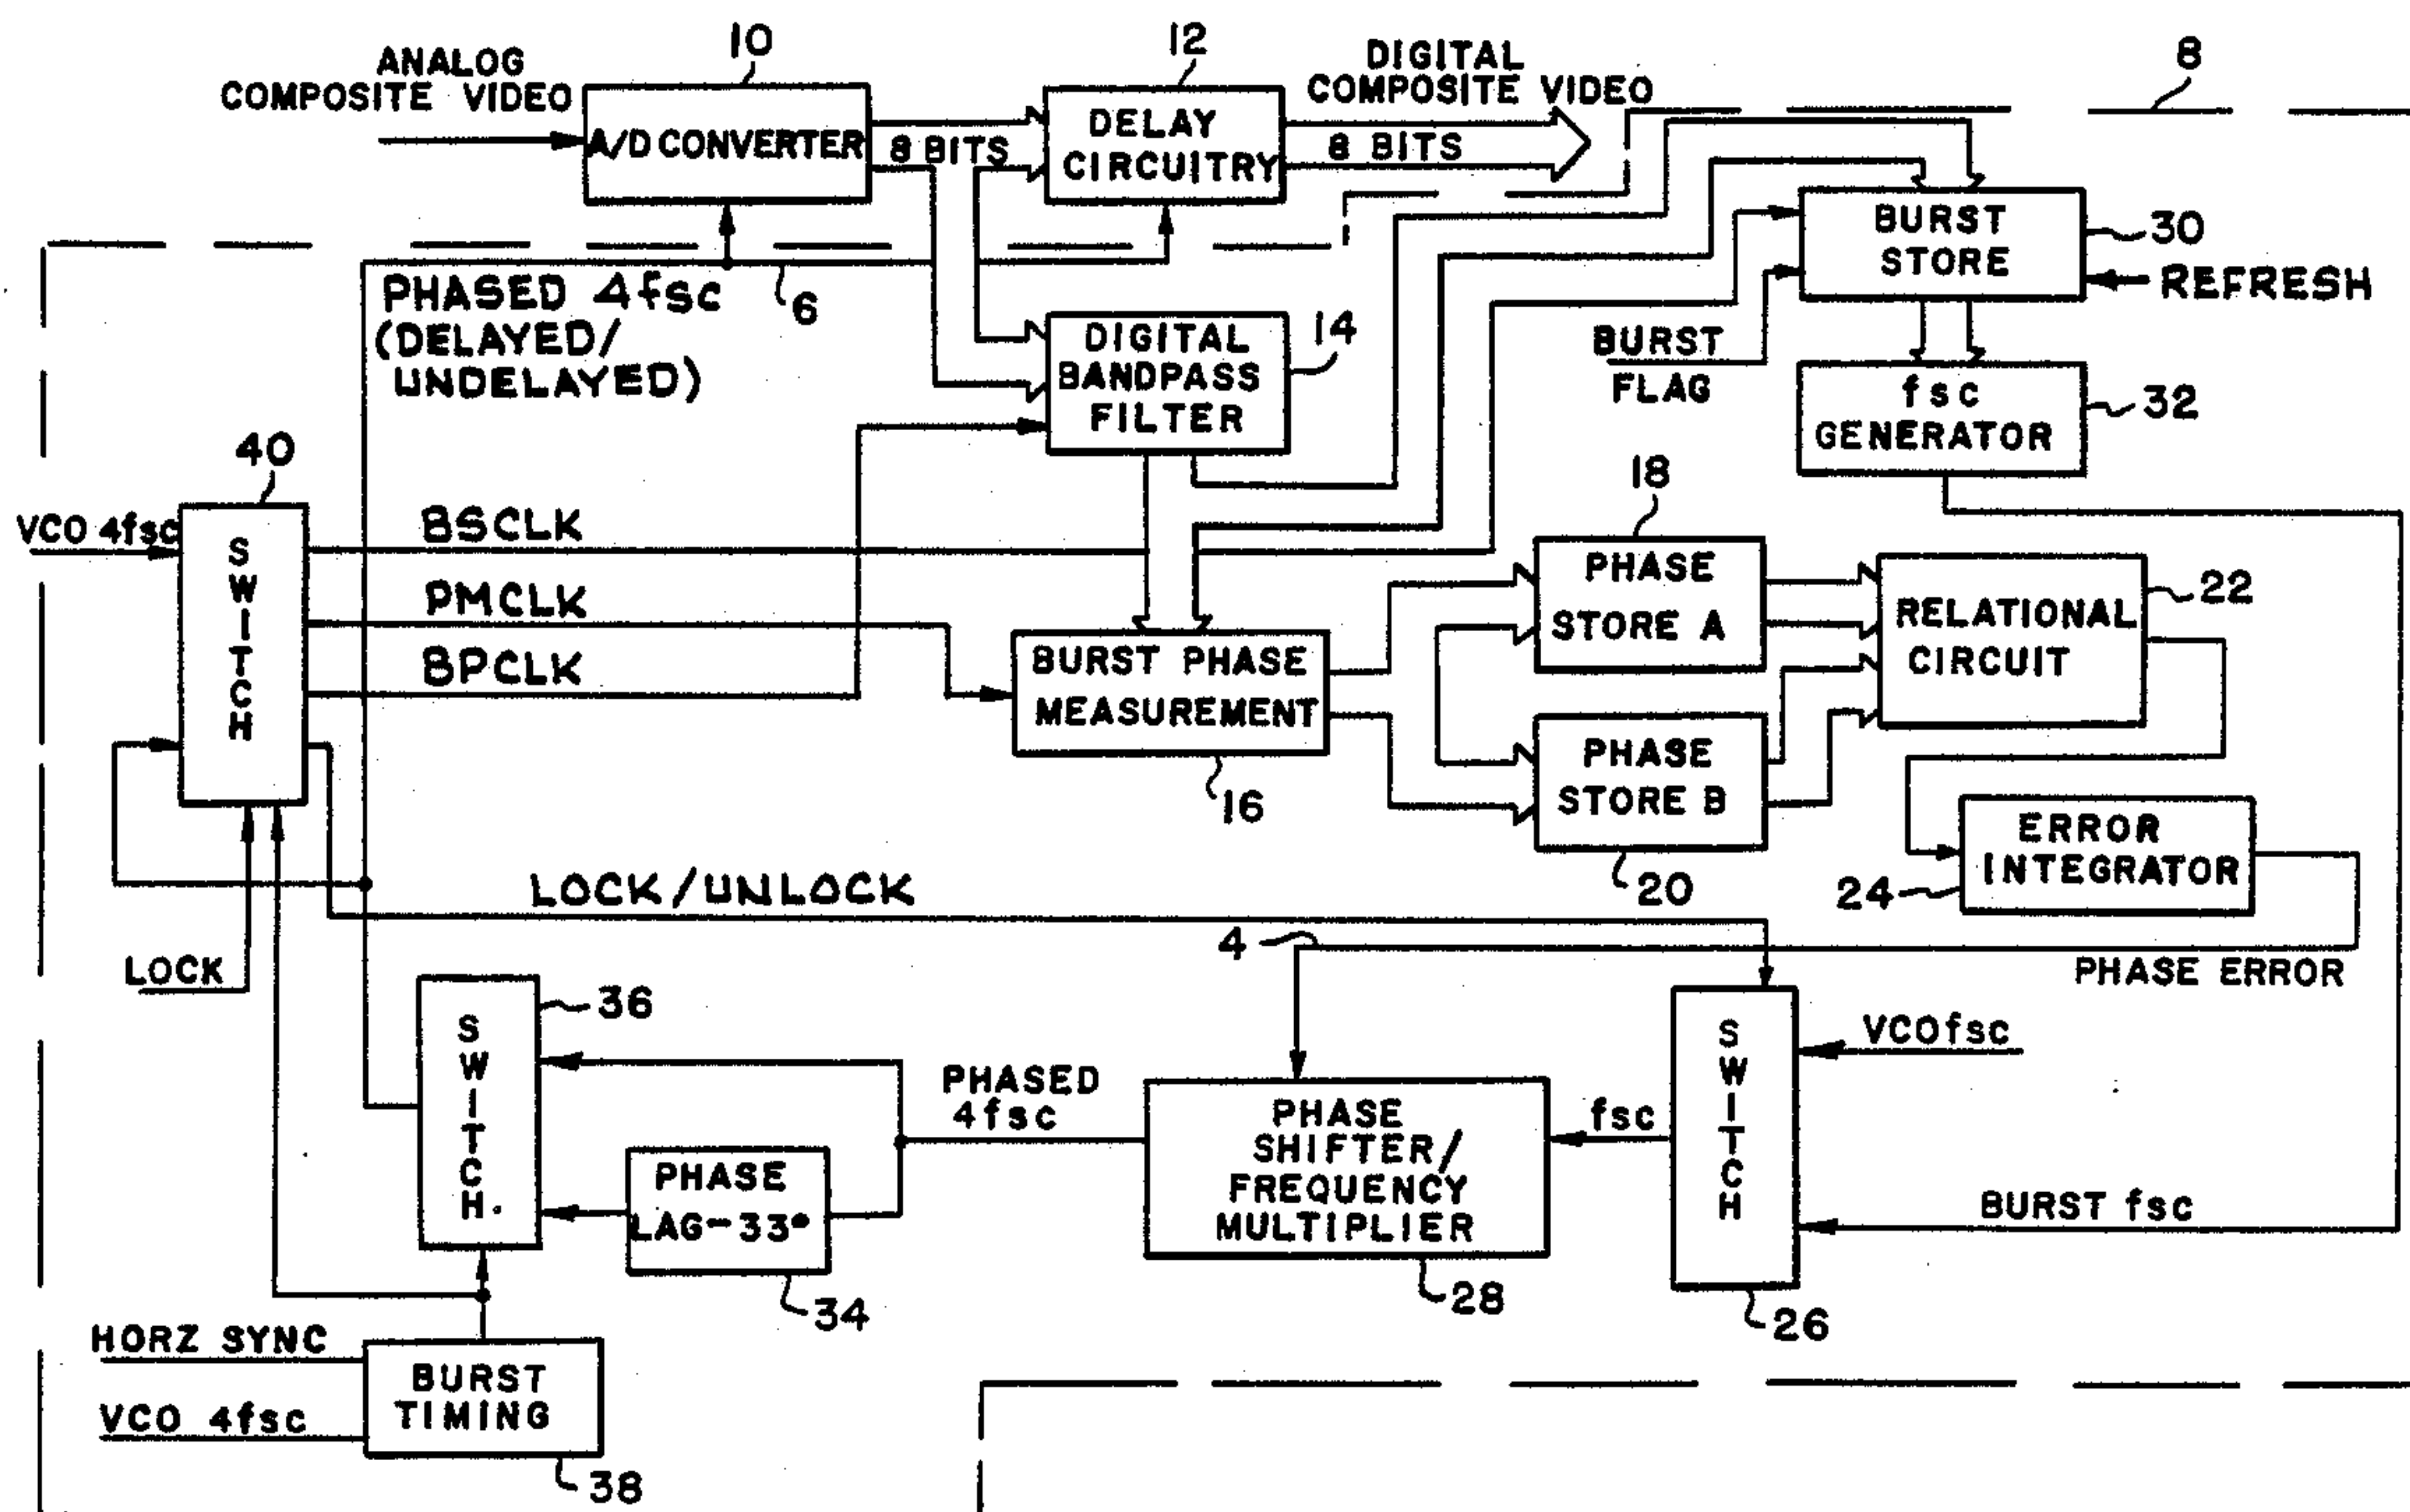 10
12
8
ANALOG
COMPOSITE VIDEO
DIGITAL
COMPOSITE VIDEO
A/D CONVERTER
8 BITS
DELAY
CIRCUITRY
8 BITS
BURST
STORE
30
REFRESH
PHASED 4fsc
(DELAYED/
UNDELAYED)
6
DIGITAL
BANDPASS
FILTER
14
BURST
FLAG
fsc
GENERATOR
32
40
VCO 4fsc
SWITCH
BSCLK
PMCLK
BPCLK
18
PHASE
STORE A
RELATIONAL
CIRCUIT
22
BURST PHASE
MEASUREMENT
16
PHASE
STORE B
20
ERROR
INTEGRATOR
24
LOCK/UNLOCK
LOCK
4
PHASE ERROR
SWITCH
36
PHASED
4fsc
PHASE
LAG-33°
34
PHASE
SHIFTER/
FREQUENCY
MULTIPLIER
28
fsc
SWITCH
26
VCOfsc
BURST fsc
HORZ SYNC
VCO 4fsc
BURST
TIMING
38